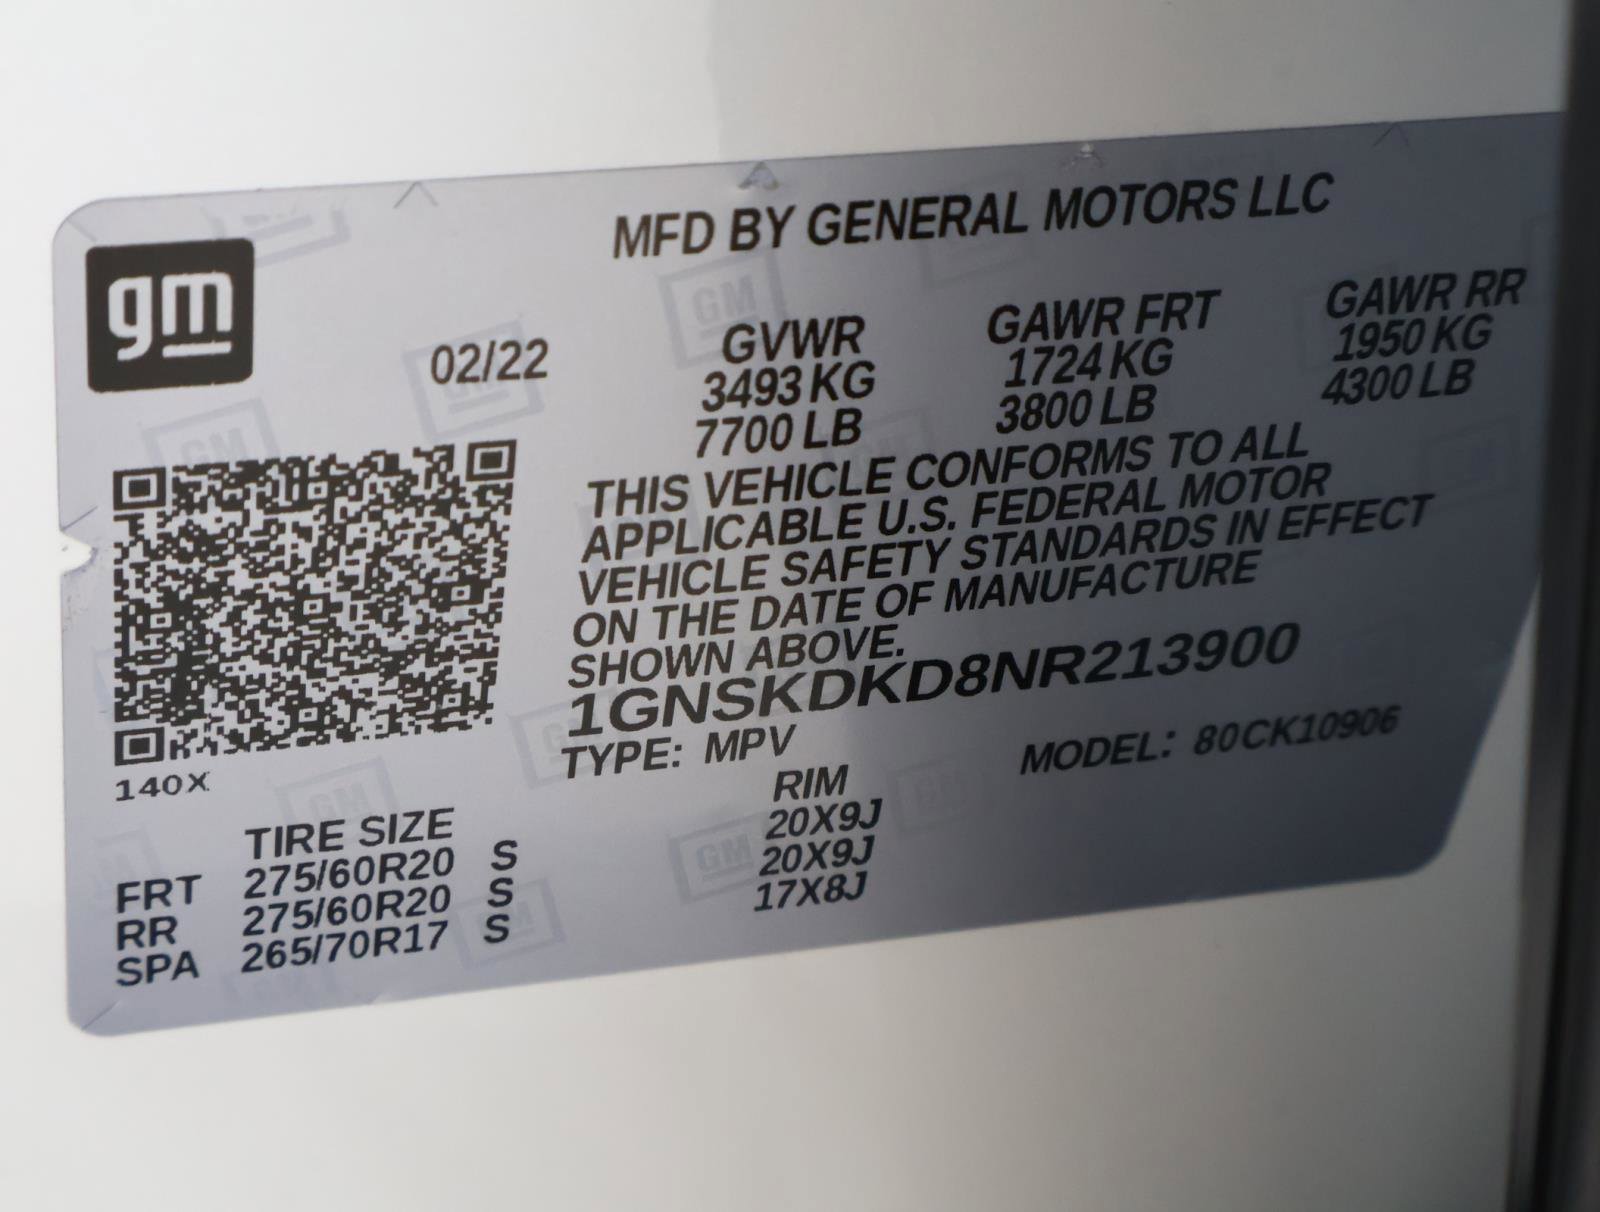 MFD BY GENERAL MOTORS LLC
gm
02/22
GVWR GAWR FRT GAWR RR
3493 KG 1724 KG 1950 KG
7700 LB 3800 LB 4300 LB
THIS VEHICLE CONFORMS TO ALL
APPLICABLE U.S. FEDERAL MOTOR
VEHICLE SAFETY STANDARDS IN EFFECT
ON THE DATE OF MANUFACTURE
SHOWN ABOVE.
1GNSKDKD8NR213900
TYPE: MPV MODEL: 80CK10906
140X
TIRE SIZE RIM
FRT 275/60R20 S 20X9J
RR 275/60R20 S 20X9J
SPA 265/70R17 S 17X8J